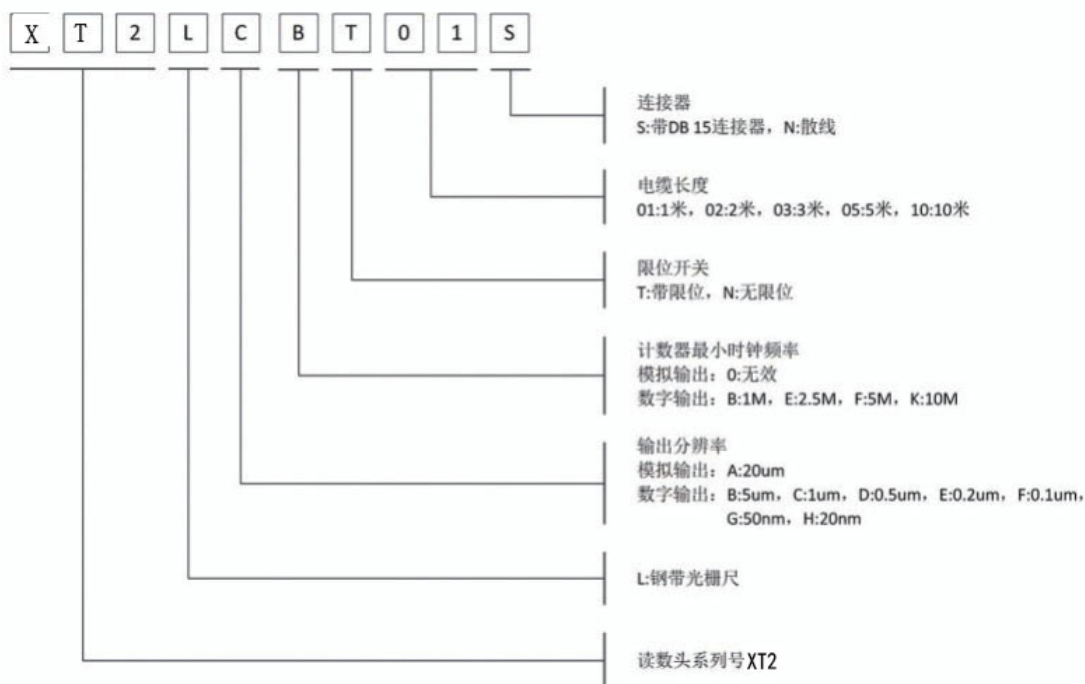 X T 2 L C B T 0 1 S
连接器
S:带DB 15连接器，N:散线
电缆长度
01:1米，02:2米，03:3米，05:5米，10:10米
限位开关
T:带限位，N:无限位
计数器最小时钟频率
模拟输出：0:无效
数字输出：B:1M，E:2.5M，F:5M，K:10M
输出分辨率
模拟输出：A:20um
数字输出：B:5um，C:1um，D:0.5um，E:0.2um，F:0.1um，
G:50nm，H:20nm
L:钢带光栅尺
读数头系列号XT2